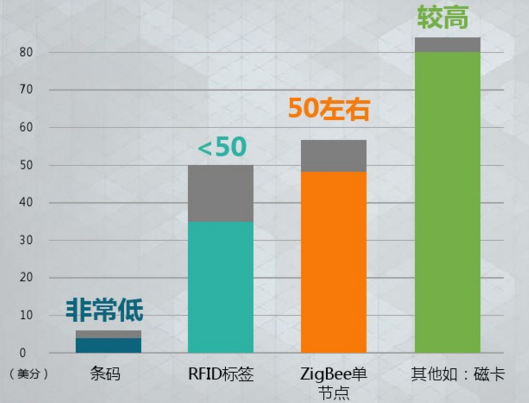 较高
80
70
50左右
60
<50
50
40
30
20
非常低
10
0
（美分）
条码
RFID标签
ZigBee单
节点
其他如：磁卡